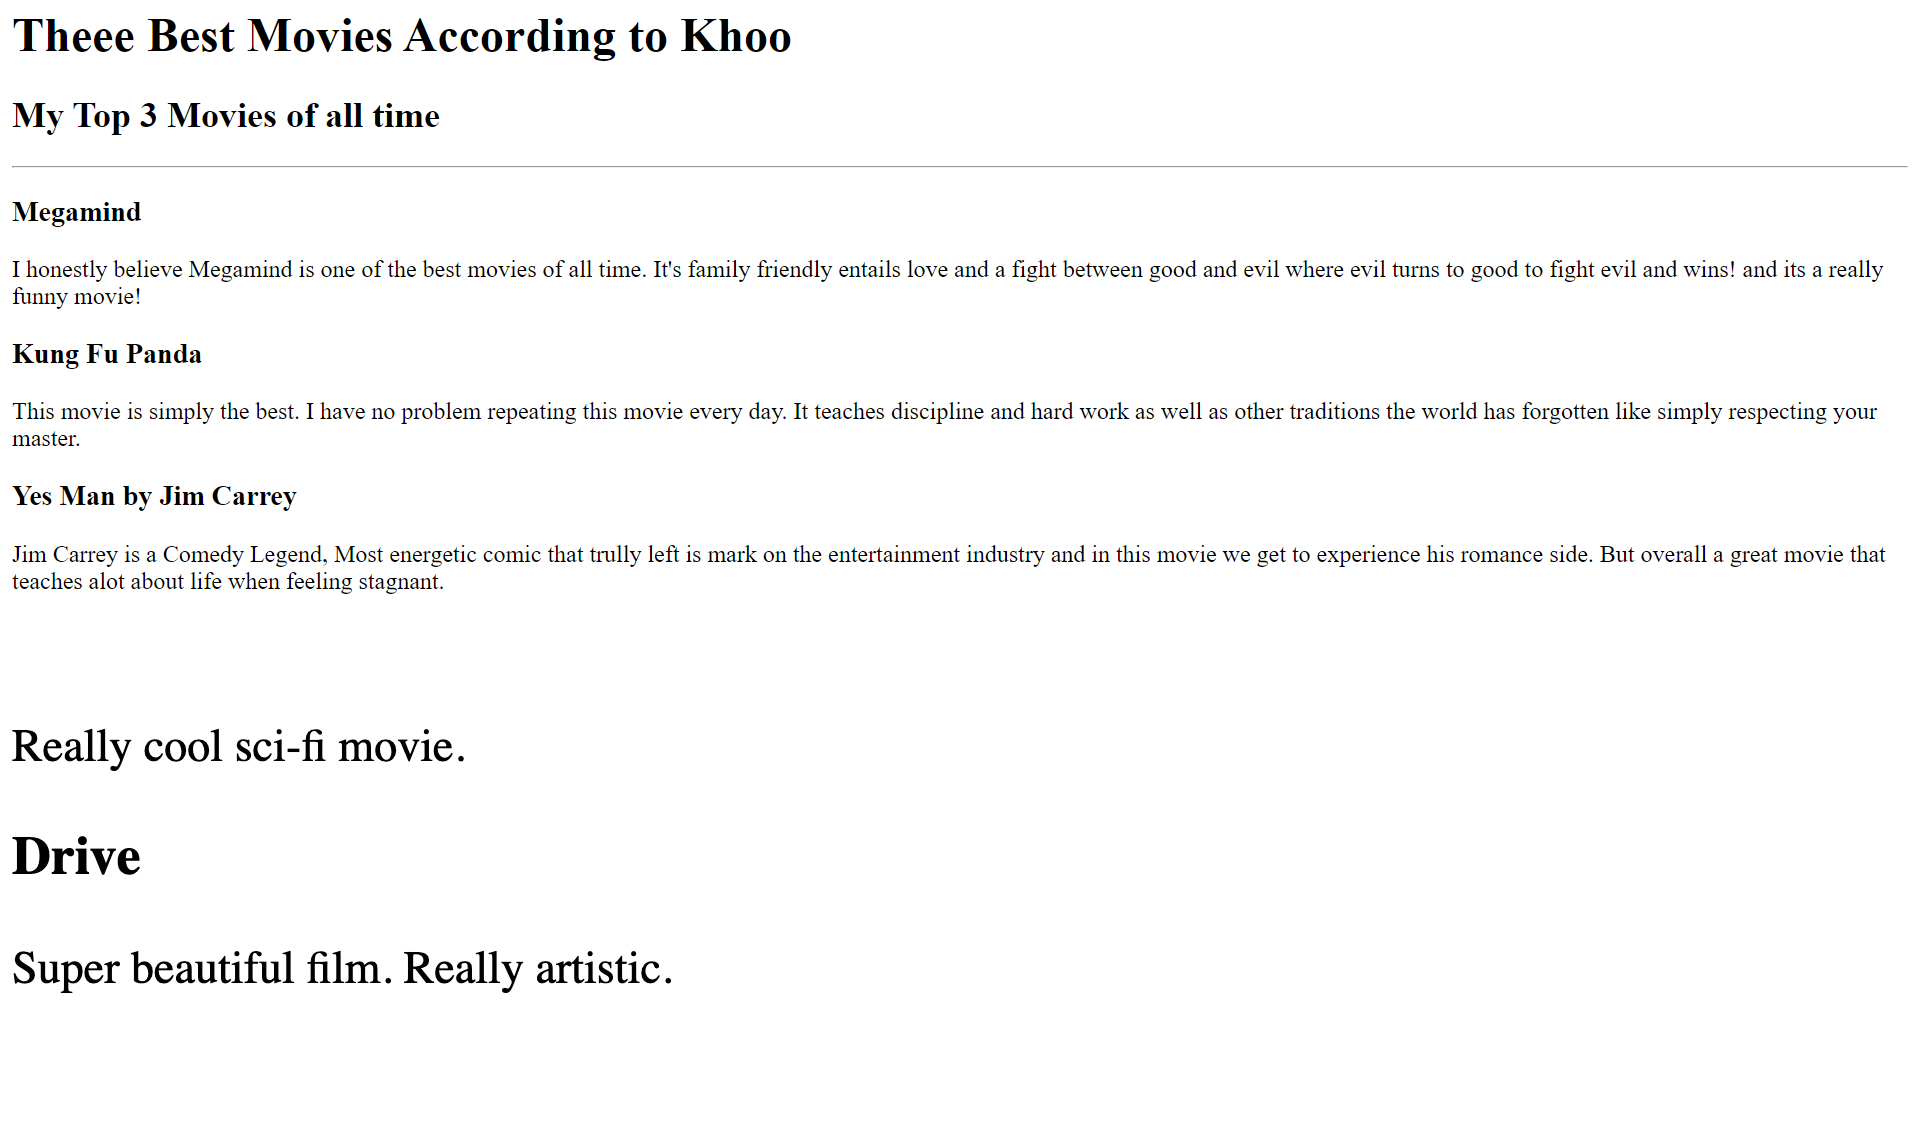 Theee Best Movies According to Khoo
My Top 3 Movies of all time
Megamind
I honestly believe Megamind is one of the best movies of all time. It's family friendly entails love and a fight between good and evil where evil turns to good to fight evil and wins! and its a really
funny movie!
Kung Fu Panda
This movie is simply the best. I have no problem repeating this movie every day. It teaches discipline and hard work as well as other traditions the world has forgotten like simply respecting your
master.
Yes Man by Jim Carrey
Jim Carrey is a Comedy Legend, Most energetic comic that trully left is mark on the entertainment industry and in this movie we get to experience his romance side. But overall a great movie that
teaches alot about life when feeling stagnant.
Really cool sci-fi movie.
Drive
Super beautiful film. Really artistic.